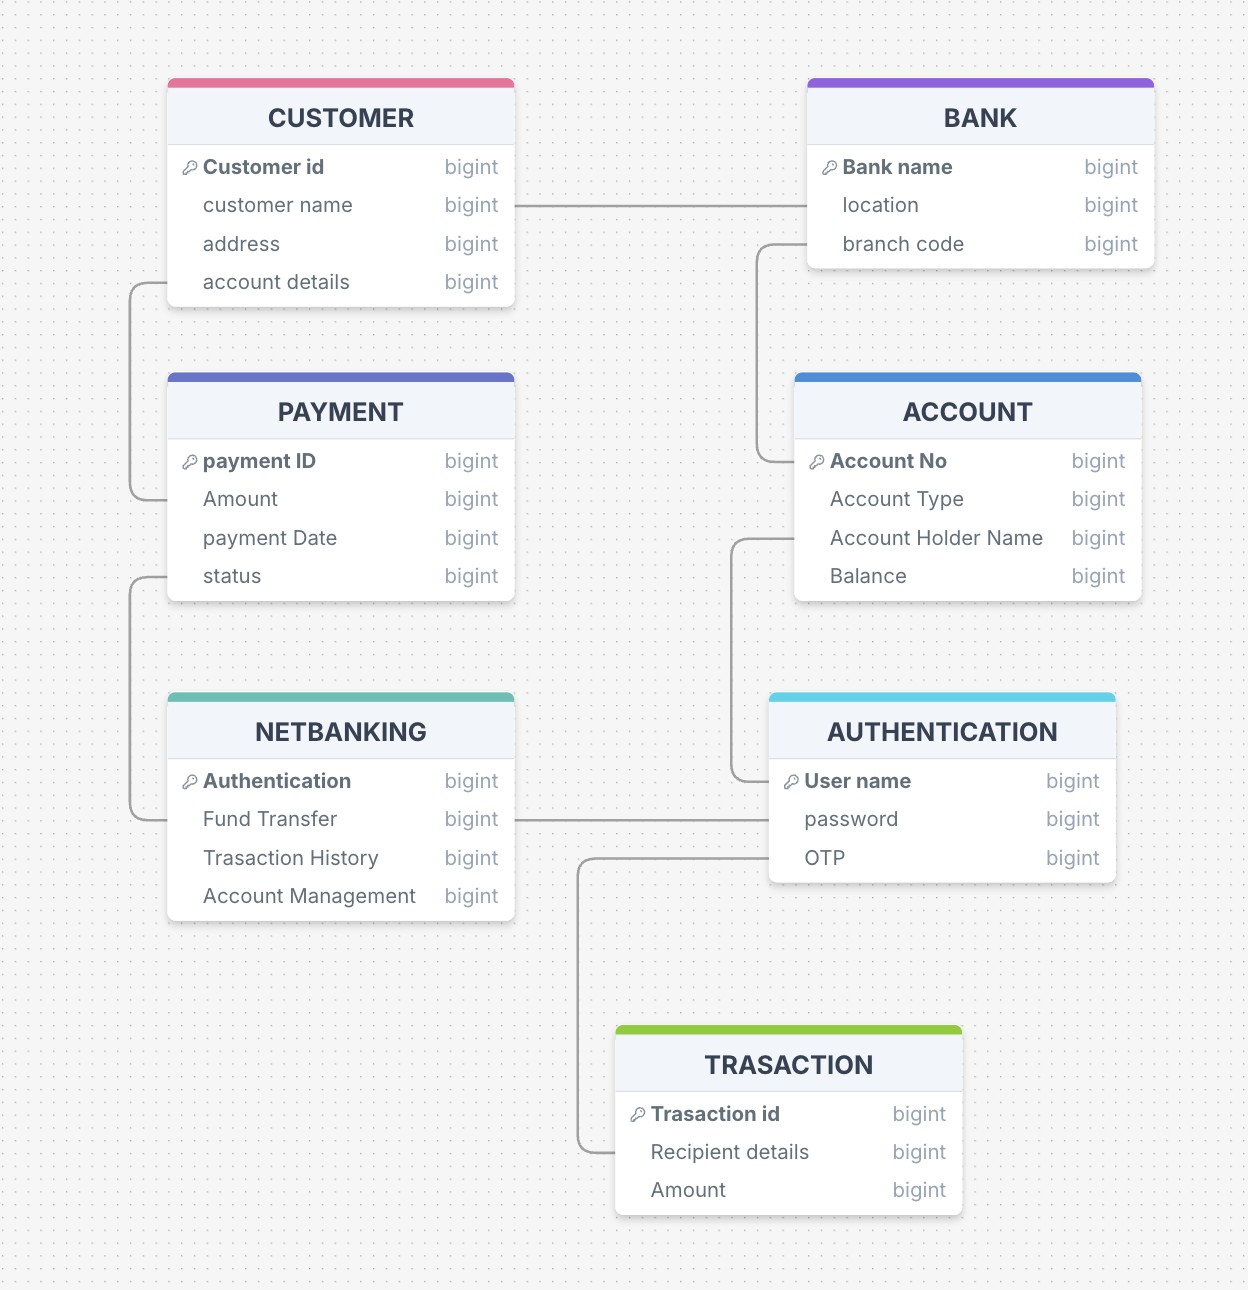 CUSTOMER
Customer id bigint
customer name bigint
address bigint
account details bigint
BANK
Bank name bigint
location bigint
branch code bigint
PAYMENT
payment ID bigint
Amount bigint
payment Date bigint
status bigint
ACCOUNT
Account No bigint
Account Type bigint
Account Holder Name bigint
Balance bigint
NETBANKING
Authentication bigint
Fund Transfer bigint
Trasaction History bigint
Account Management bigint
AUTHENTICATION
User name bigint
password bigint
OTP bigint
TRASACTION
Trasaction id bigint
Recipient details bigint
Amount bigint